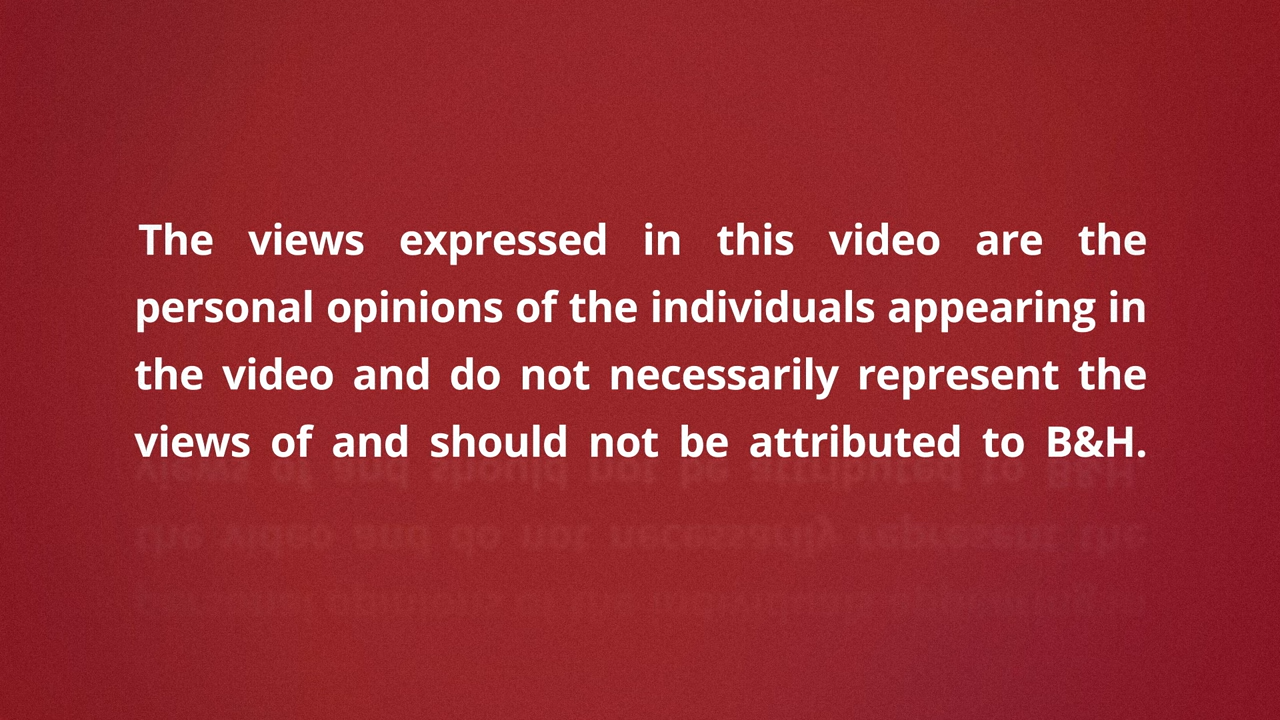 The views expressed in this video are the
personal opinions of the individuals appearing in
the video and do not necessarily represent the
views of and should not be attributed to B&H.